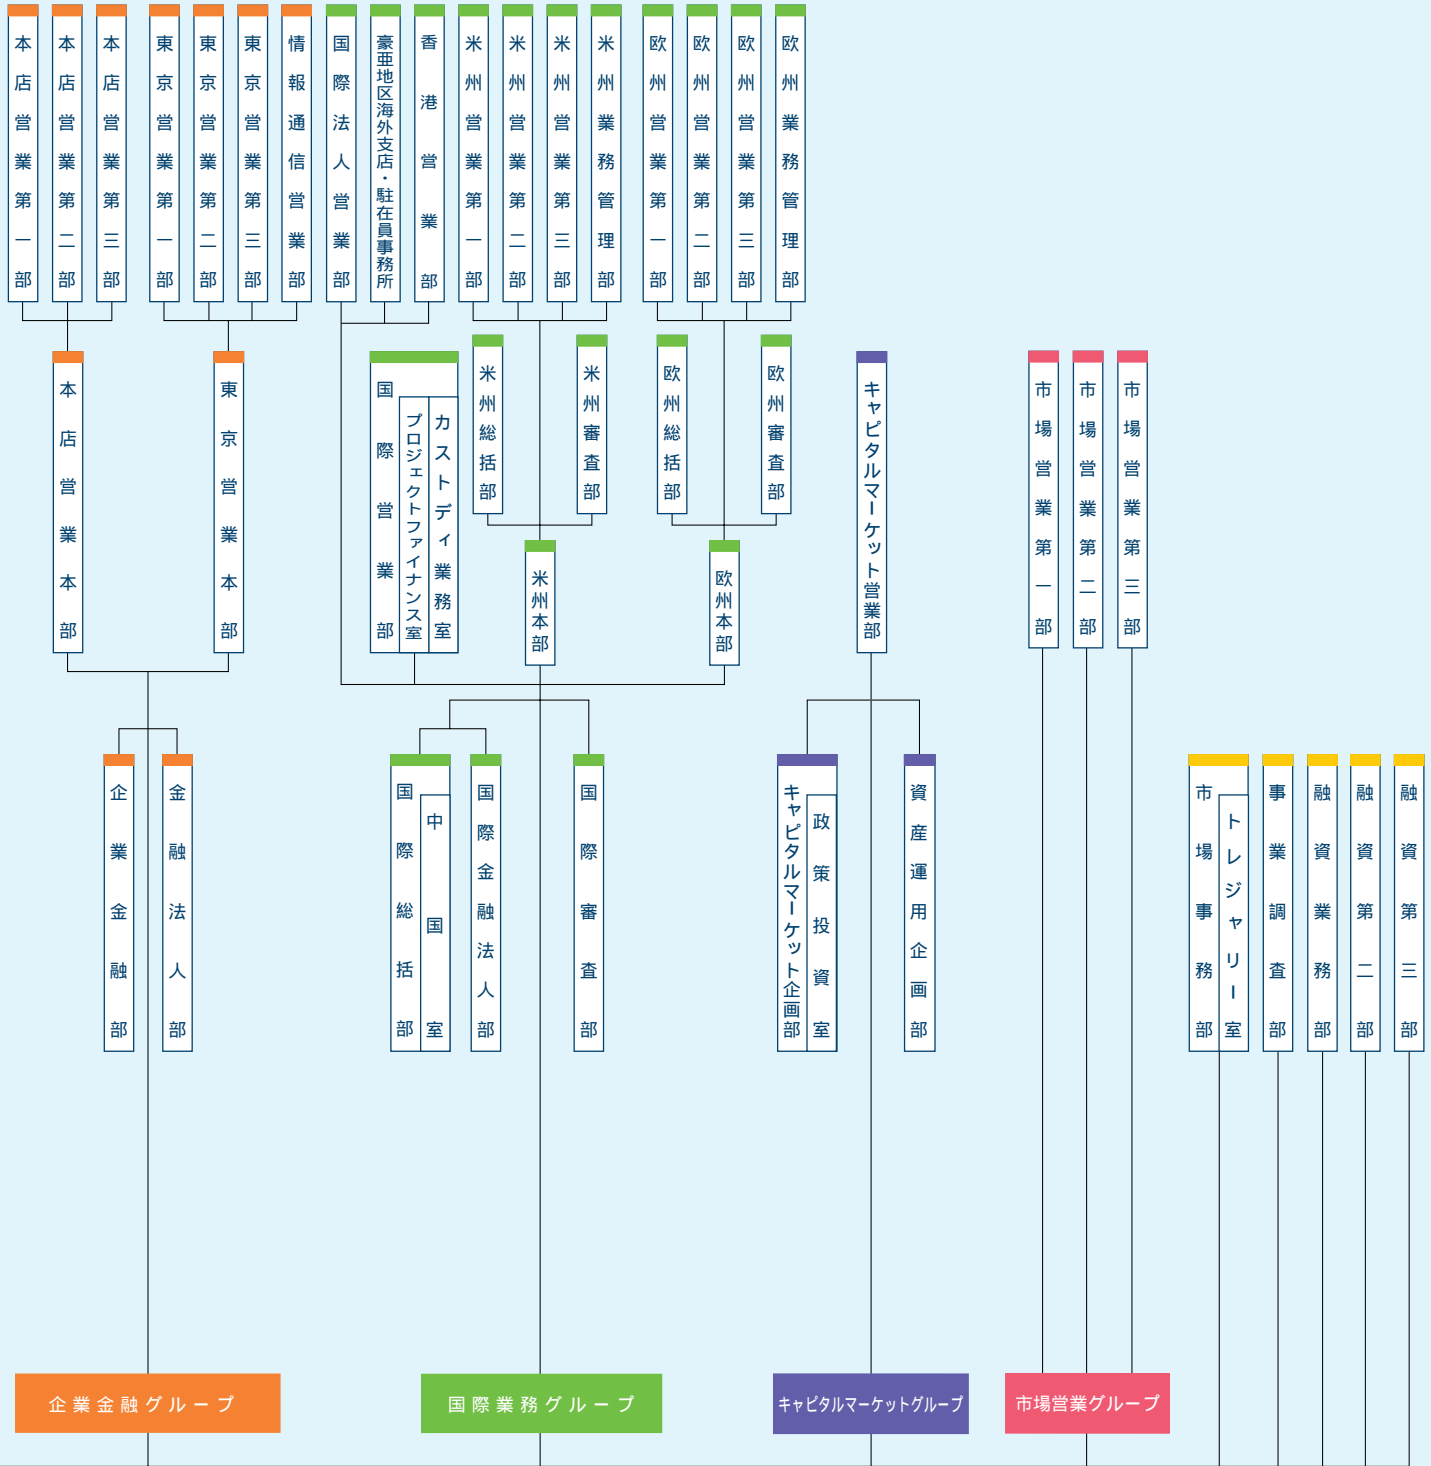 本店営業第一部
本店営業第二部
本店営業第三部
東京営業第一部
東京営業第二部
東京営業第三部
情報通信営業部
国際法人営業部
豪亜地区海外支店・駐在員事務所
香港営業部
米州営業第一部
米州営業第二部
米州営業第三部
米州業務管理部
欧州営業第一部
欧州営業第二部
欧州営業第三部
欧州業務管理部
本店営業本部
東京営業本部
国際営業部
プロジェクトファイナンス室
カストディ業務室
米州総括部
米州審査部
欧州総括部
欧州審査部
米州本部
欧州本部
キャピタルマーケット営業部
市場営業第一部
市場営業第二部
市場営業第三部
企業金融部
金融法人部
国際総括部
中国室
国際金融法人部
国際審査部
キャピタルマーケット企画部
政策投資室
資産運用企画部
市場事務部
トレジャリー室
事業調査部
融資業務部
融資第二部
融資第三部
企業金融グループ
国際業務グループ
キャピタルマーケットグループ
市場営業グループ